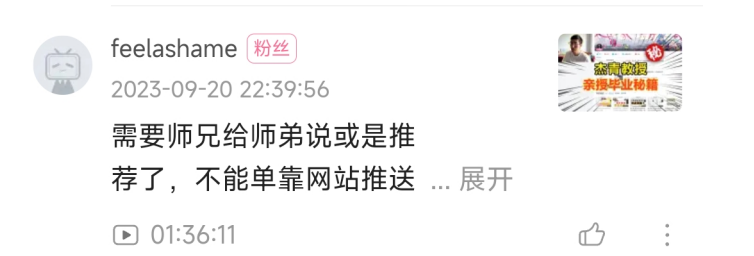 feelashame 粉丝
2023-09-20 22:39:56
秘
杰青教授
亲授毕业秘籍
需要师兄给师弟说或是推
荐了，不能单靠网站推送 ... 展开
01:36:11